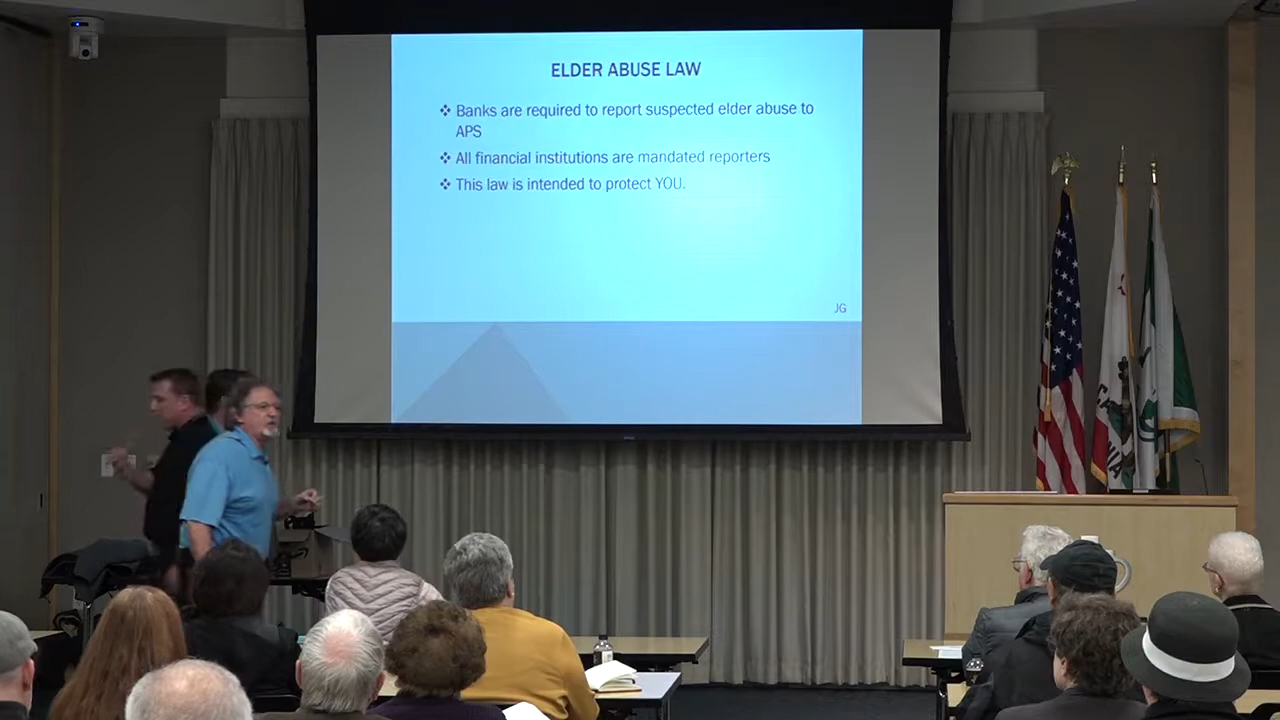 ELDER ABUSE LAW
❖ Banks are required to report suspected elder abuse to
APS
❖ All financial institutions are mandated reporters
❖ This law is intended to protect YOU.
JG